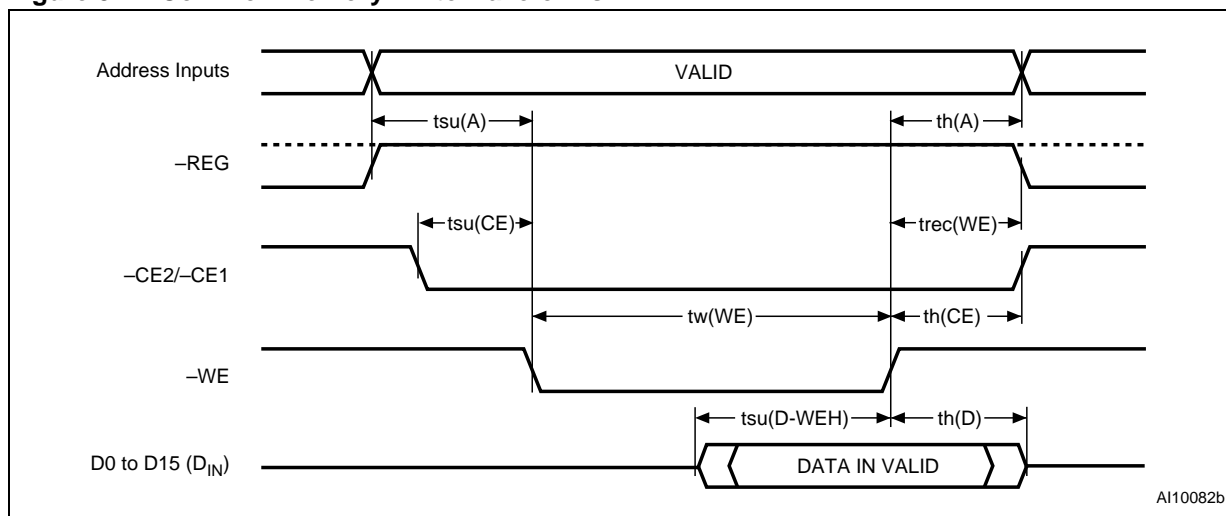 Address Inputs
VALID
tsu(A)
th(A)
–REG
tsu(CE)
trec(WE)
–CE2/–CE1
tw(WE)
th(CE)
–WE
tsu(D-WEH)
th(D)
D0 to D15 (DIN)
DATA IN VALID
AI10082b